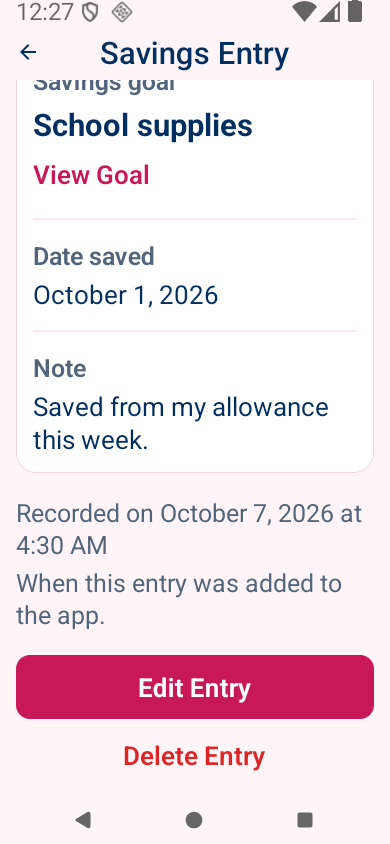 12:27
Savings Entry
Savings goal
School supplies
View Goal
Date saved
October 1, 2026
Note
Saved from my allowance
this week.
Recorded on October 7, 2026 at
4:30 AM
When this entry was added to
the app.
Edit Entry
Delete Entry